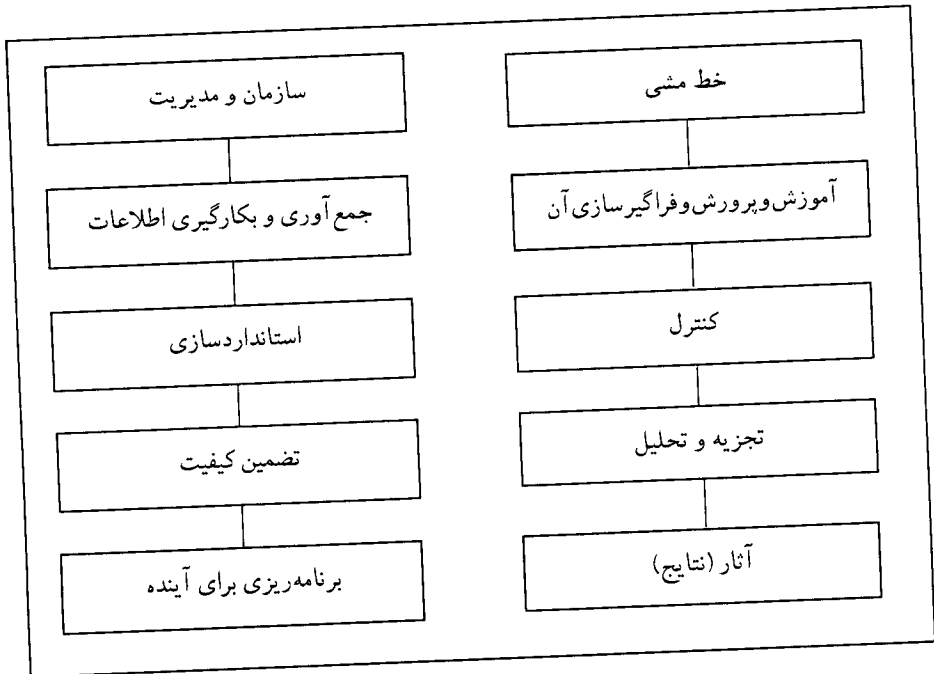 خط مشی
آموزش‌وپرورش‌وفراگیرسازی آن
کنترل
تجزیه و تحلیل
آثار (نتایج)
سازمان و مدیریت
جمع آوری و بکارگیری اطلاعات
استانداردسازی
تضمین کیفیت
برنامه‌ریزی برای آینده